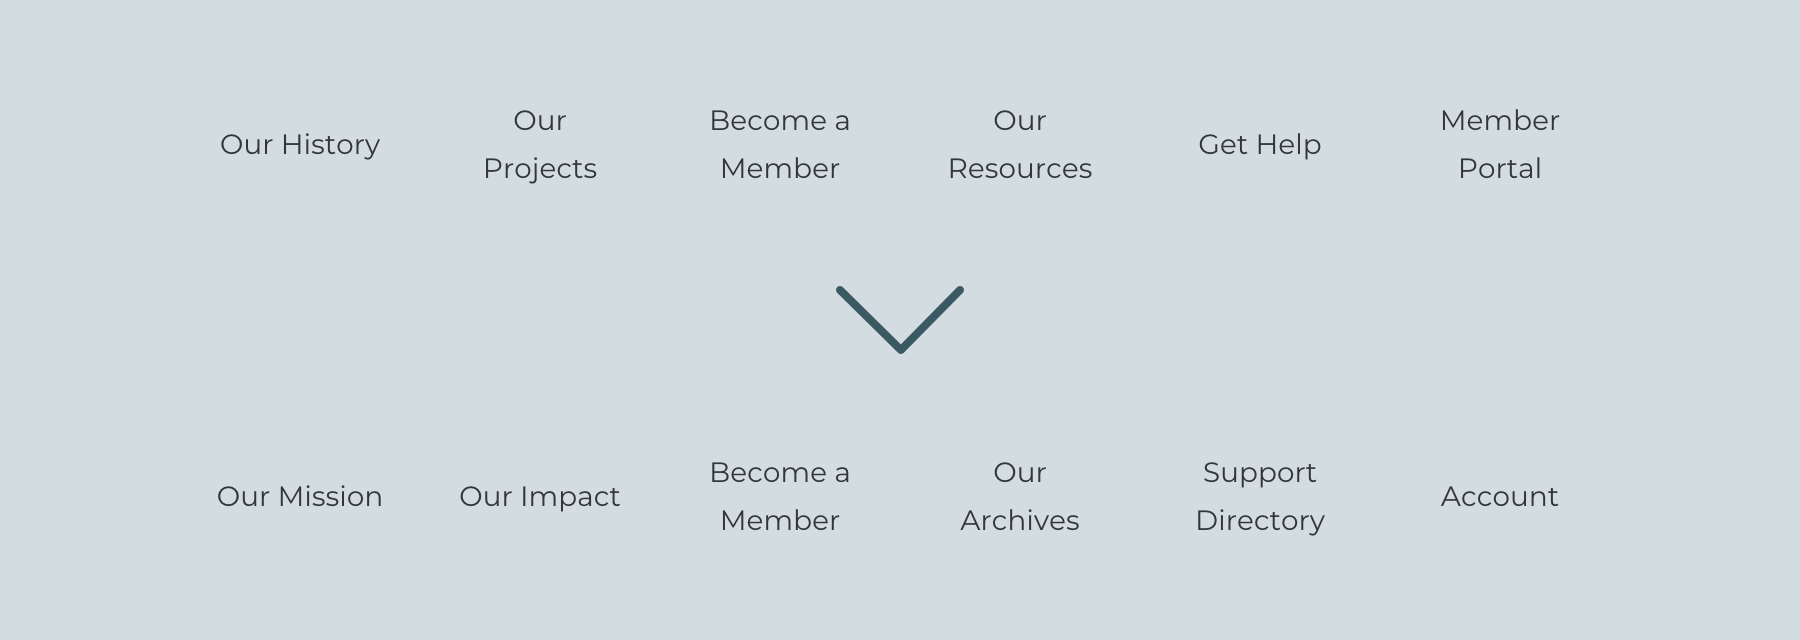 Our History
Our
Projects
Become a
Member
Our
Resources
Get Help
Member
Portal
Our Mission
Our Impact
Become a
Member
Our
Archives
Support
Directory
Account